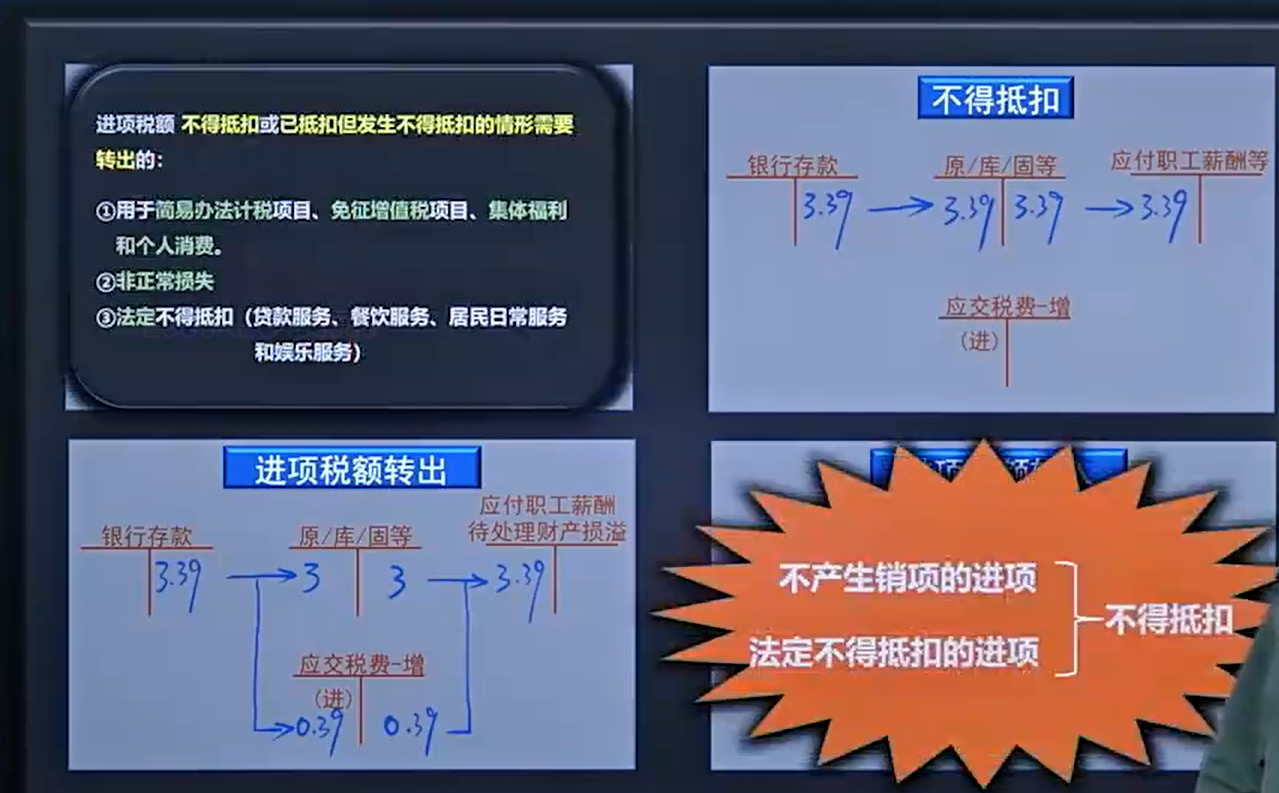 进项税额 不得抵扣或已抵扣但发生不得抵扣的情形需要
转出的:
①用于简易办法计税项目、免征增值税项目、集体福利
和个人消费。
②非正常损失
③法定不得抵扣（贷款服务、餐饮服务、居民日常服务
和娱乐服务）
不得抵扣
银行存款
原/库/固等
应付职工薪酬等
3.39
3.39
3.39
3.39
应交税费-增
（进）
进项税额转出
银行存款
原/库/固等
应付职工薪酬
待处理财产损溢
3.39
3
3
3.39
应交税费-增
（进）
0.39
0.39
不产生销项的进项
法定不得抵扣的进项
不得抵扣